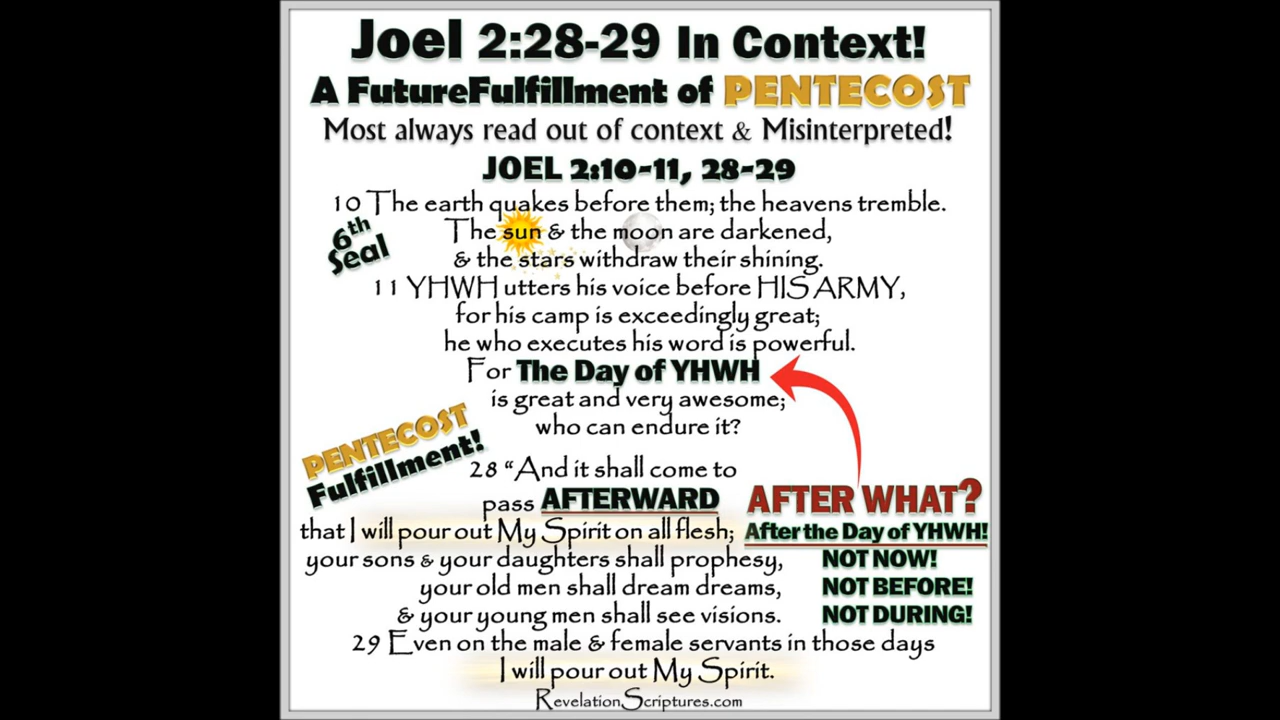 Joel 2:28-29 In Context!
A FutureFulfillment of PENTECOST
Most always read out of context & Misinterpreted!
JOEL 2:10-11, 28-29
10 The earth quakes before them; the heavens tremble.
6th
Seal
The sun & the moon are darkened,
& the stars withdraw their shining.
11 YHWH utters his voice before HIS ARMY,
for his camp is exceedingly great;
he who executes his word is powerful.
For The Day of YHWH
is great and very awesome;
who can endure it?
PENTECOST
Fulfillment!
28 “And it shall come to
pass AFTERWARD
AFTER WHAT?
that I will pour out My Spirit on all flesh;
After the Day of YHWH!
your sons & your daughters shall prophesy,
NOT NOW!
your old men shall dream dreams,
NOT BEFORE!
& your young men shall see visions.
NOT DURING!
29 Even on the male & female servants in those days
I will pour out My Spirit.
RevelationScriptures.com